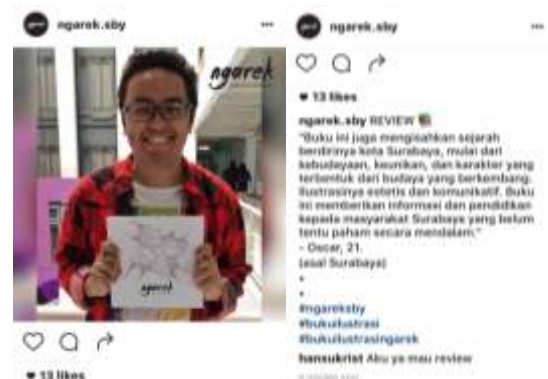 ngarek.sby
ngarek
ngarek
13 likes
ngarek.sby
13 likes
ngarek.sby REVIEW
"Buku ini juga mengisahkan sejarah
berdirinya kota Surabaya, mulai dari
kebudayaan, keunikan, dan karakter yang
terbentuk dari budaya yang berkembang.
Ilustrasinya estetis dan komunikatif. Buku
ini memberikan informasi dan pendidikan
kepada masyarakat Surabaya yang belum
tentu paham secara mendalam."
- Oscar, 21.
(asal Surabaya)
#ngareksby
#bukuilustrasi
#bukuilustrasingarek
hansukrist Aku ya mau review